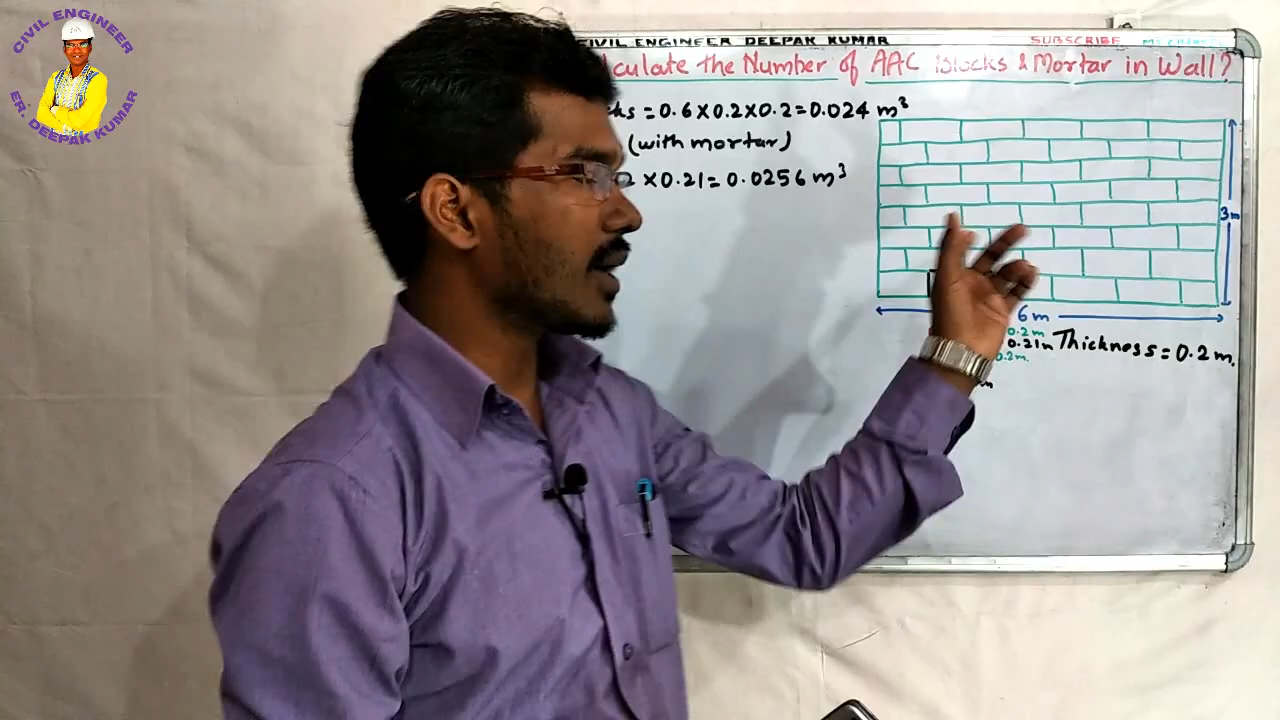 CIVIL ENGINEER
ER. DEEPAK KUMAR
CIVIL ENGINEER DEEPAK KUMAR SUBSCRIBE
lculate the Number of AAC Blocks & Mortar in Wall?
cks = 0.6 X 0.2 X 0.2 = 0.024 m³
(with mortar)
2 X 0.21 = 0.0256 m³
3m
6m
0.2m
0.21m Thickness = 0.2 m.
0.2m